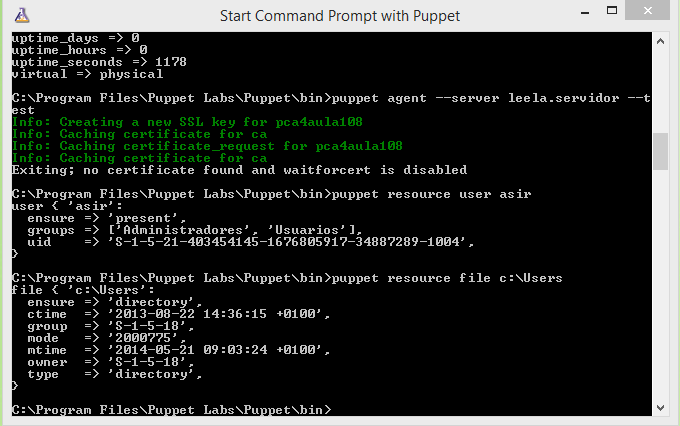 Start Command Prompt with Puppet
uptime_days => 0
uptime_hours => 0
uptime_seconds => 1178
virtual => physical
C:\Program Files\Puppet Labs\Puppet\bin>puppet agent --server leela.servidor --t
est
Info: Creating a new SSL key for pca4aula108
Info: Caching certificate for ca
Info: Caching certificate_request for pca4aula108
Info: Caching certificate for ca
Exiting; no certificate found and waitforcert is disabled
C:\Program Files\Puppet Labs\Puppet\bin>puppet resource user asir
user { 'asir':
  ensure => 'present',
  groups => ['Administradores', 'Usuarios'],
  uid    => 'S-1-5-21-403454145-1676805917-34887289-1004',
}
C:\Program Files\Puppet Labs\Puppet\bin>puppet resource file c:\Users
file { 'c:\Users':
  ensure => 'directory',
  ctime  => '2013-08-22 14:36:15 +0100',
  group  => 'S-1-5-18',
  mode   => '2000775',
  mtime  => '2014-05-21 09:03:24 +0100',
  owner  => 'S-1-5-18',
  type   => 'directory',
}
C:\Program Files\Puppet Labs\Puppet\bin>